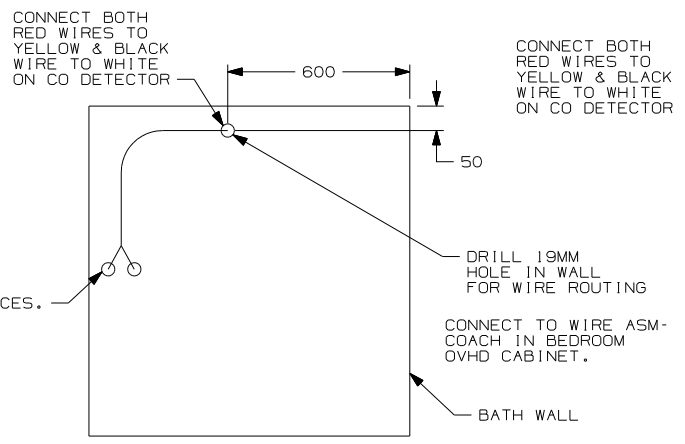 CONNECT BOTH
RED WIRES TO
YELLOW & BLACK
WIRE TO WHITE
ON CO DETECTOR
600
CONNECT BOTH
RED WIRES TO
YELLOW & BLACK
WIRE TO WHITE
ON CO DETECTOR
50
DRILL 19MM
HOLE IN WALL
FOR WIRE ROUTING
CES.
CONNECT TO WIRE ASM-
COACH IN BEDROOM
OVHD CABINET.
BATH WALL